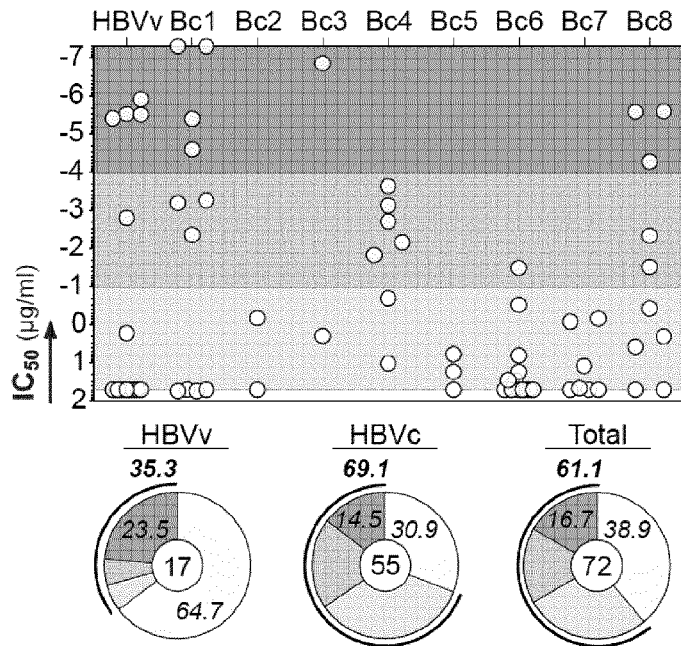 HBVv Bc1 Bc2 Bc3 Bc4 Bc5 Bc6 Bc7 Bc8
-7
-6
-5
-4
-3
-2
-1
0
1
2
IC50 (µg/ml)
HBVv HBVc Total
35.3 69.1 61.1
23.5 14.5 30.9 16.7 38.9
17 55 72
64.7